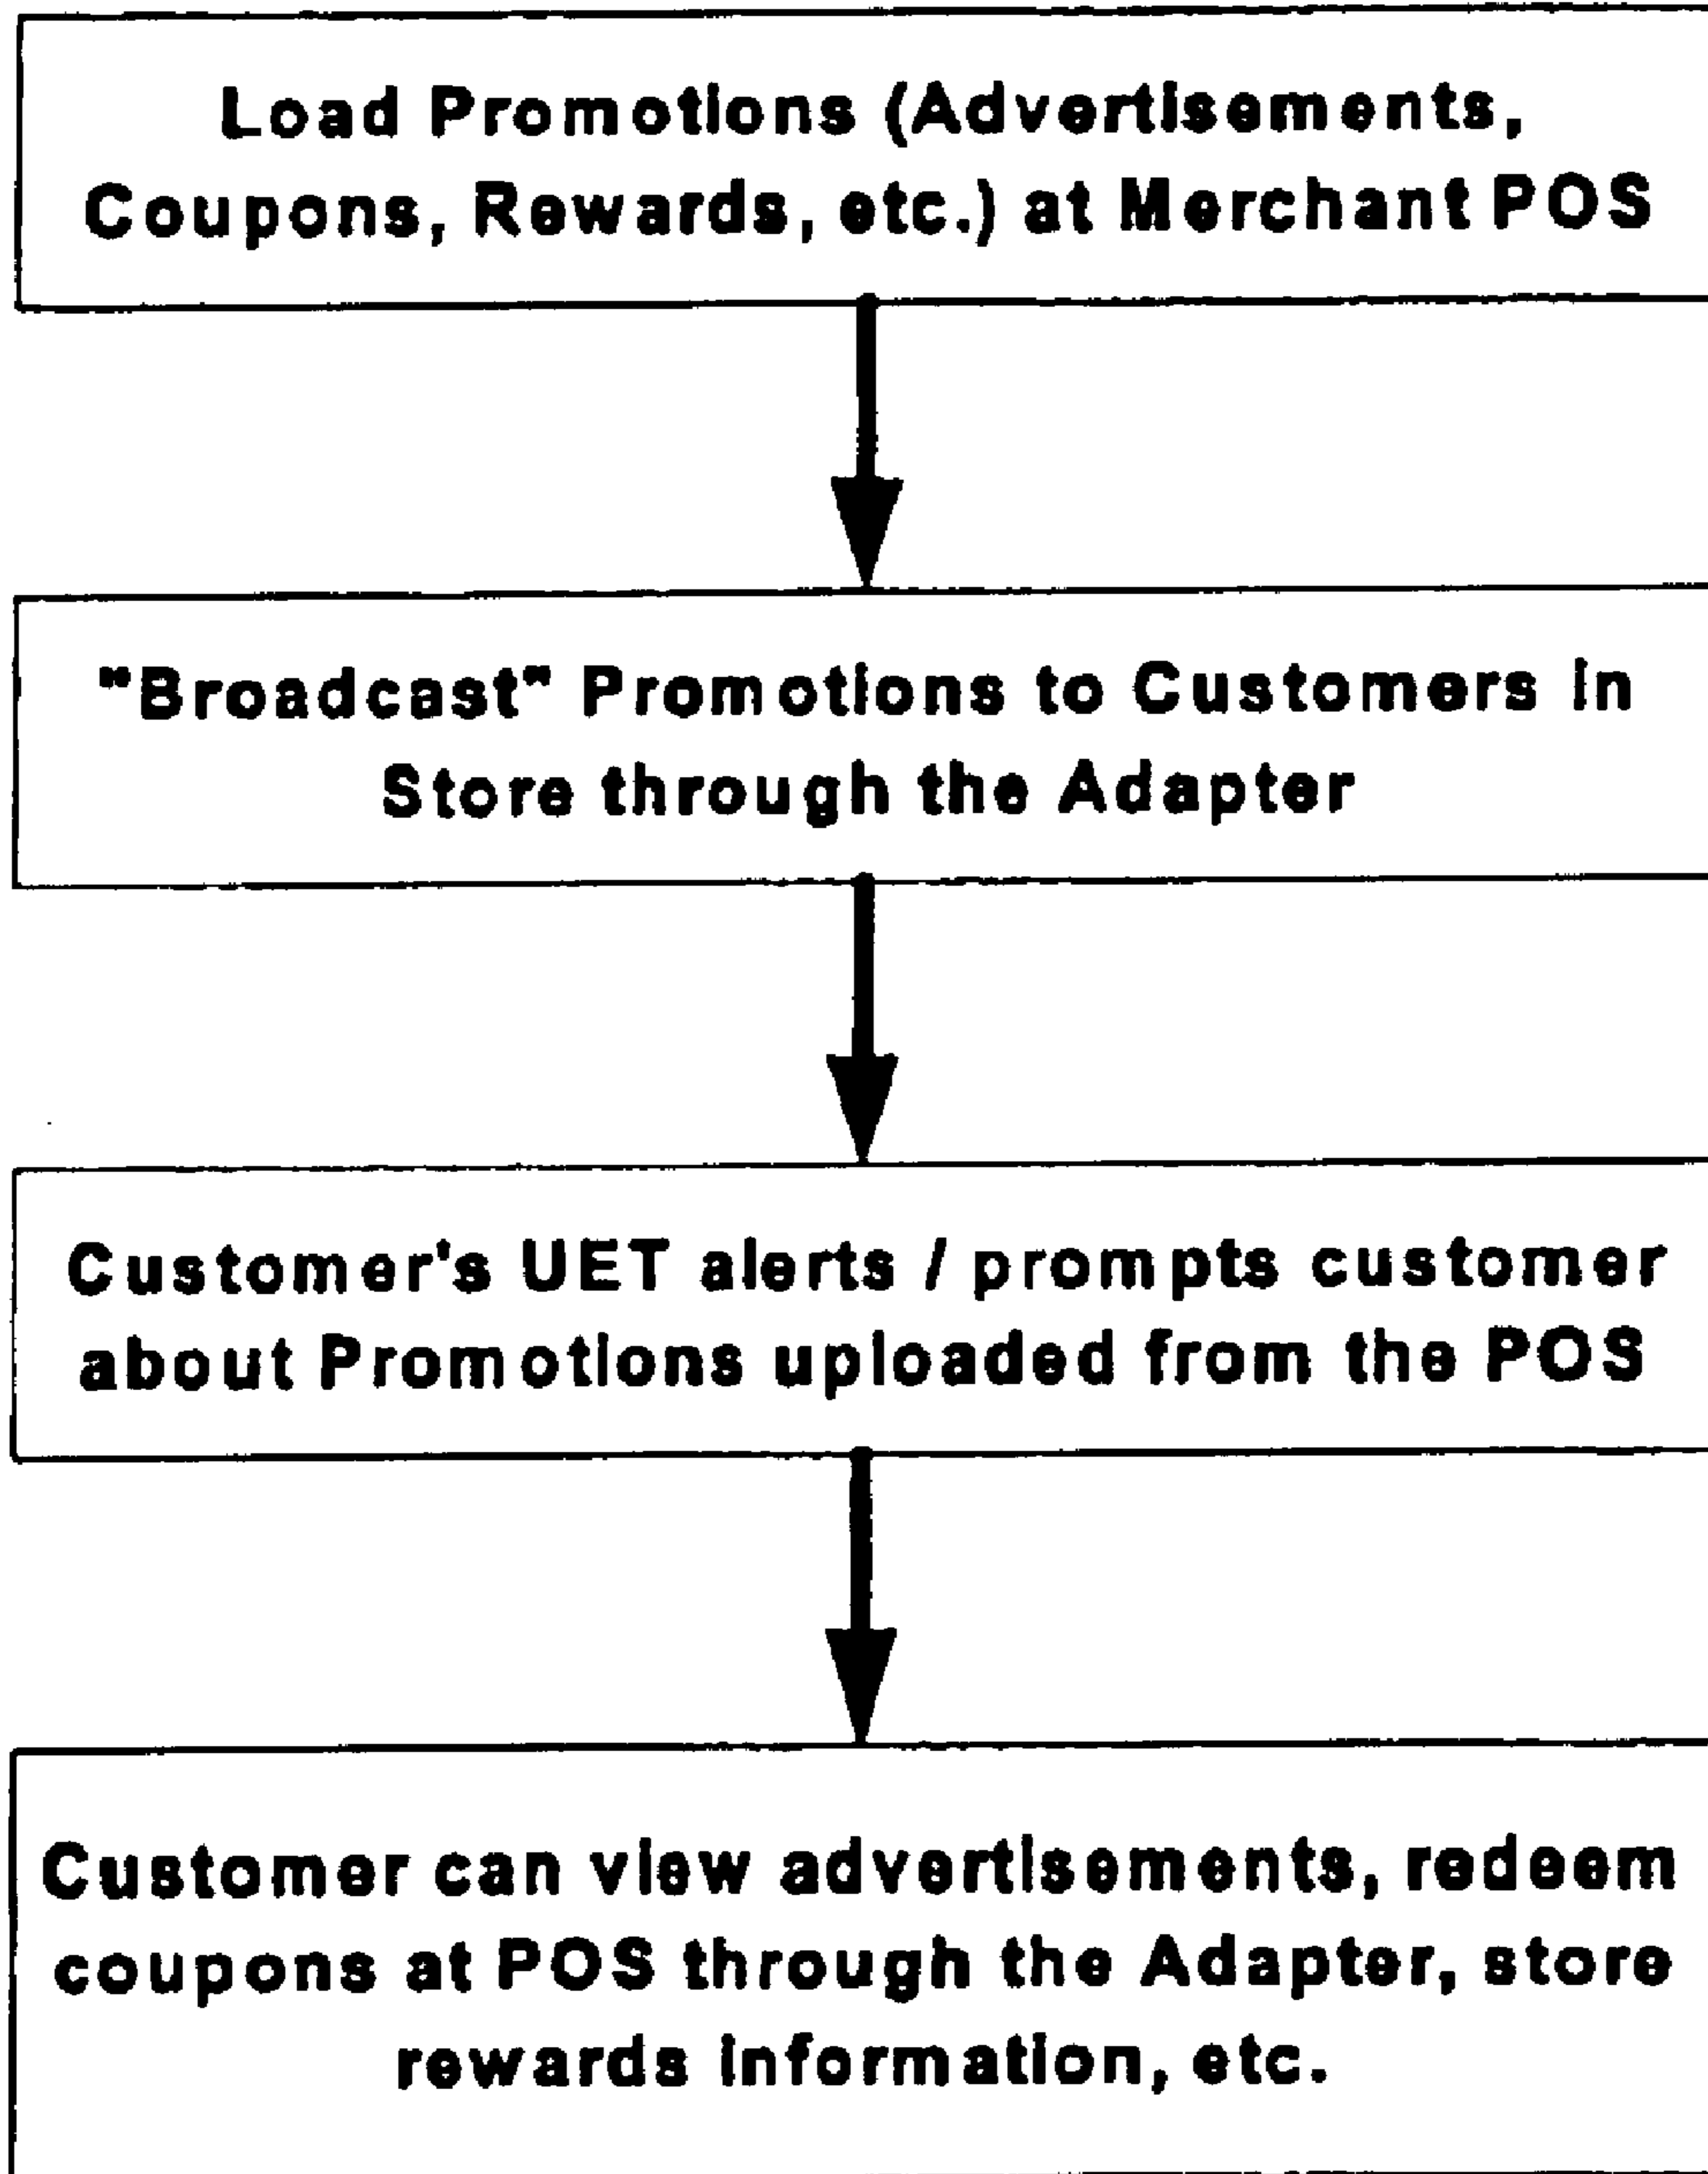 Load Promotions (Advertisements,
Coupons, Rewards, etc.) at Merchant POS
"Broadcast" Promotions to Customers in
Store through the Adapter
Customer's UET alerts / prompts customer
about Promotions uploaded from the POS
Customer can view advertisements, redeem
coupons at POS through the Adapter, store
rewards information, etc.